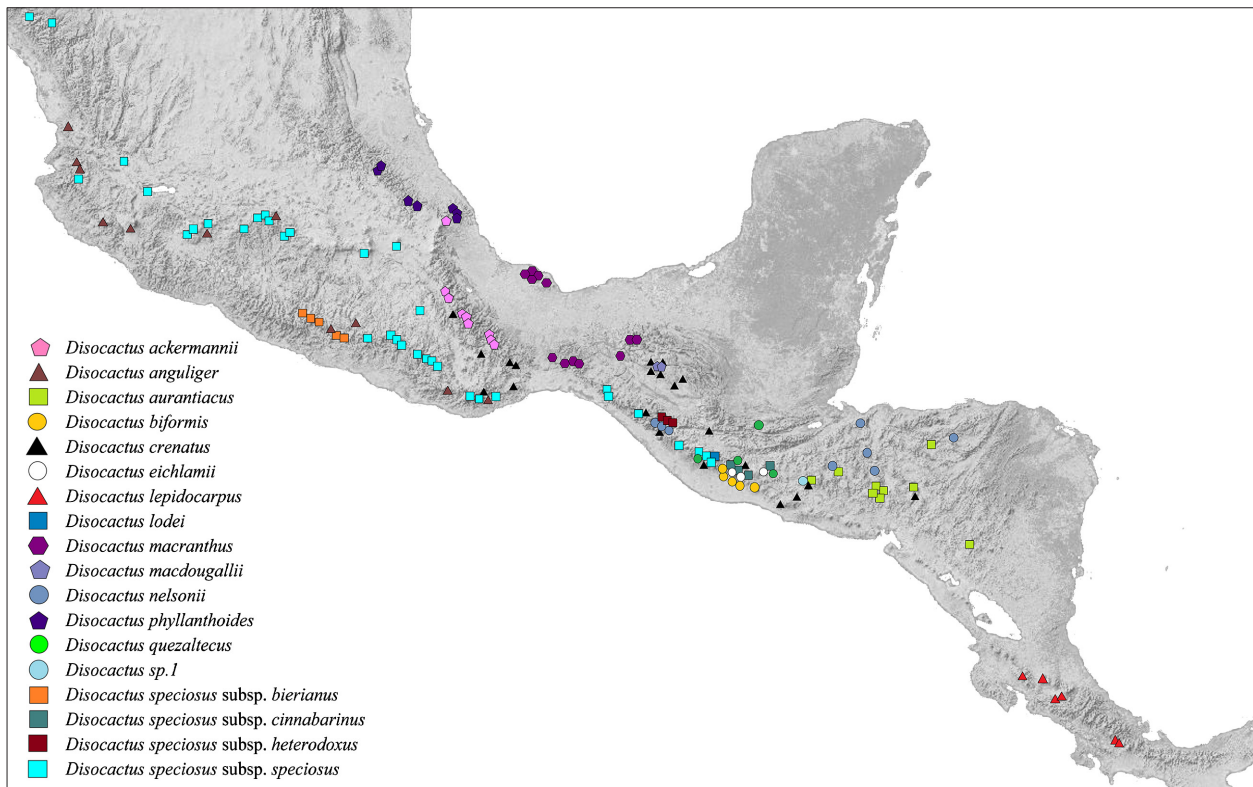 Disocactus ackermannii
Disocactus anguliger
Disocactus aurantiacus
Disocactus biformis
Disocactus crenatus
Disocactus eichlamii
Disocactus lepidocarpus
Disocactus lodei
Disocactus macranthus
Disocactus macdougallii
Disocactus nelsonii
Disocactus phyllanthoides
Disocactus quezaltecus
Disocactus sp.1
Disocactus speciosus subsp. bierianus
Disocactus speciosus subsp. cinnabarinus
Disocactus speciosus subsp. heterodoxus
Disocactus speciosus subsp. speciosus